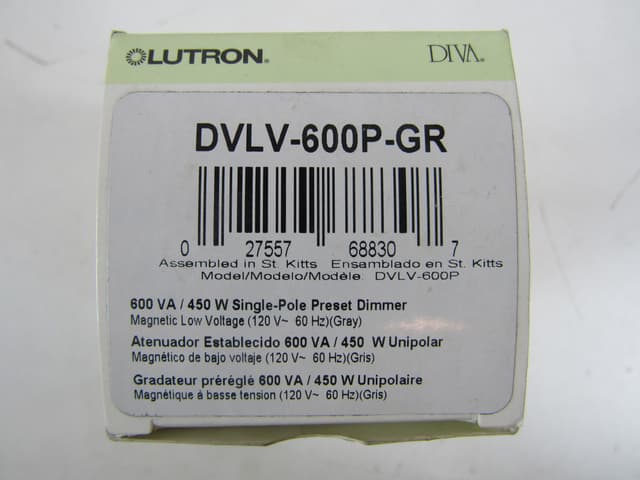 LUTRON® DIVA®
DVLV-600P-GR
0 27557 68830 7
Assembled in St. Kitts Ensamblado en St. Kitts
Model/Modelo/Modèle DVLV-600P
600 VA / 450 W Single-Pole Preset Dimmer
Magnetic Low Voltage (120 V~ 60 Hz)(Gray)
Atenuador Establecido 600 VA / 450 W Unipolar
Magnético de bajo voltaje (120 V~ 60 Hz)(Gris)
Gradateur préréglé 600 VA / 450 W Unipolaire
Magnétique á basse tension (120 V~ 60 Hz)(Gris)